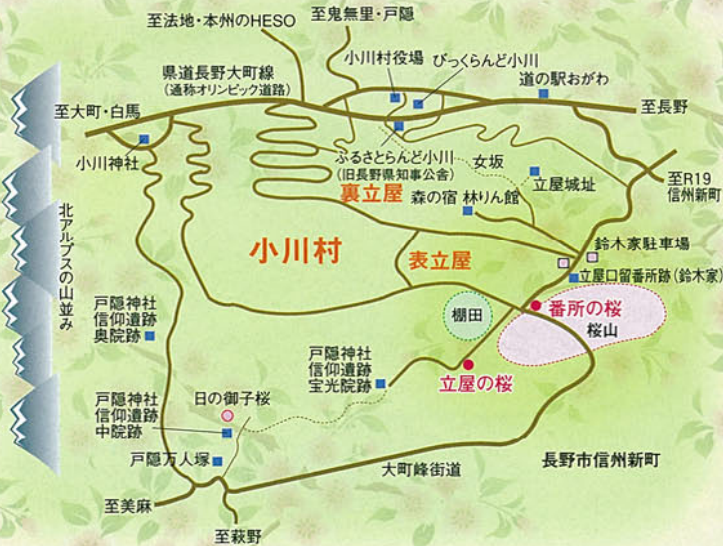 至法地・本州のHESO
至鬼無里・戸隠
小川村役場
びっくらんど小川
道の駅おがわ
県道長野大町線
(通称オリンピック道路)
至大町・白馬
至長野
小川神社
ふるさとらんど小川
(旧長野県知事公舎)
女坂
立屋城址
至R19
信州新町
裏立屋
森の宿 林りん館
北アルプスの山並み
小川村
表立屋
鈴木家駐車場
立屋口留番所跡(鈴木家)
棚田
番所の桜
桜山
戸隠神社
信仰遺跡
奥院跡
戸隠神社
信仰遺跡
宝光院跡
立屋の桜
戸隠神社
信仰遺跡
中院跡
日の御子桜
戸隠万人塚
大町峰街道
長野市信州新町
至美麻
至萩野